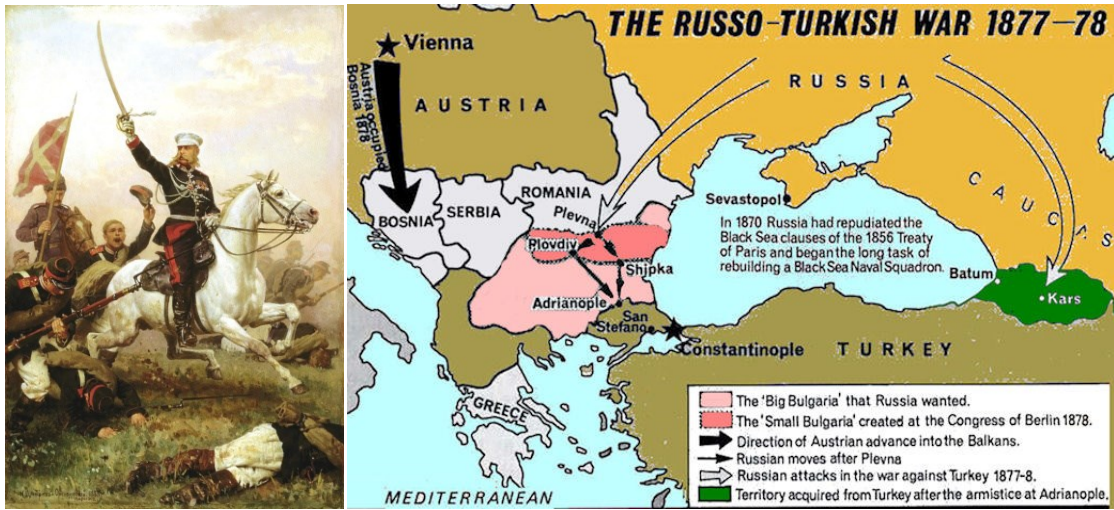 THE RUSSO-TURKISH WAR 1877-78
Vienna
Austria occupied
Bosnia 1878
AUSTRIA
RUSSIA
CAUCAS
ROMANIA
BOSNIA
SERBIA
Plevna
Plovdiv
Shipka
Adrianople
San
Stefano
Constantinople
Sevastopol
In 1870 Russia had repudiated the
Black Sea clauses of the 1856 Treaty
of Paris and began the long task of
rebuilding a Black Sea Naval Squadron.
Batum
Kars
TURKEY
GREECE
MEDITERRANEAN
The 'Big Bulgaria' that Russia wanted.
The 'Small Bulgaria' created at the Congress of Berlin 1878.
Direction of Austrian advance into the Balkans.
Russian moves after Plevna
Russian attacks in the war against Turkey 1877-8.
Territory acquired from Turkey after the armistice at Adrianople.